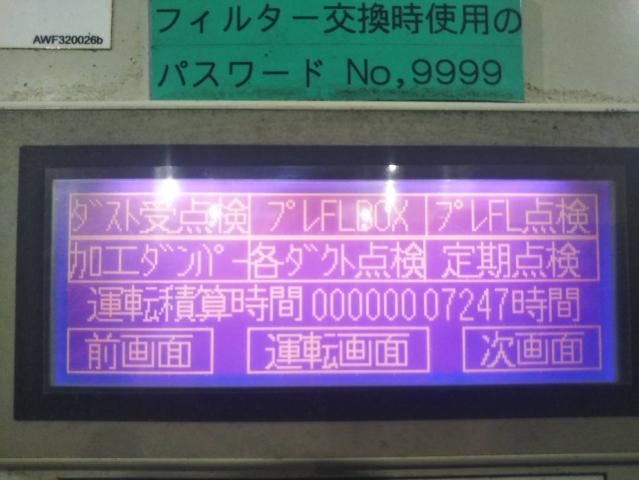 AWF320026b
フィルター交換時使用の
パスワード No,9999
ﾀﾞｽﾄ受点検 ﾌﾟﾚFLBOX ﾌﾟﾚFL点検
加工ﾀﾞﾝﾊﾟｰ 各ﾀﾞｸﾄ点検 定期点検
運転積算時間00000007247時間
前画面 運転画面 次画面